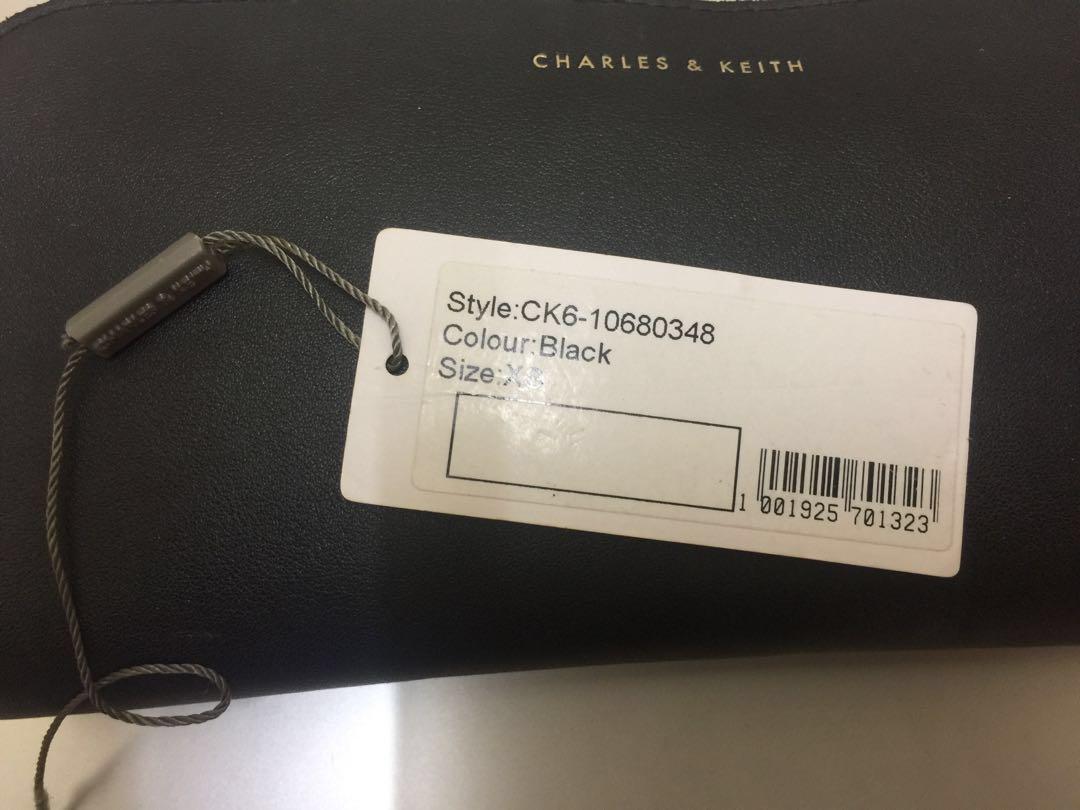 CHARLES & KEITH
Style:CK6-10680348
Colour:Black
Size:XS
1 001925 701323